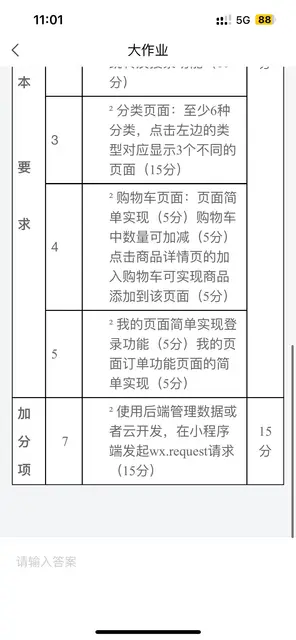 11:01
5G 88
大作业
分）
分
本
要
求
3
² 分类页面：至少6种
分类，点击左边的类
型对应显示3个不同的
页面（15分）
4
² 购物车页面：页面简
单实现（5分）购物车
中数量可加减（5分）
点击商品详情页的加
入购物车可实现商品
添加到该页面（5分）
5
² 我的页面简单实现登
录功能（5分）我的页
面订单功能页面的简
单实现（5分）
加
分
项
7
² 使用后端管理数据或
者云开发，在小程序
端发起wx.request请求
（15分）
15
分
请输入答案